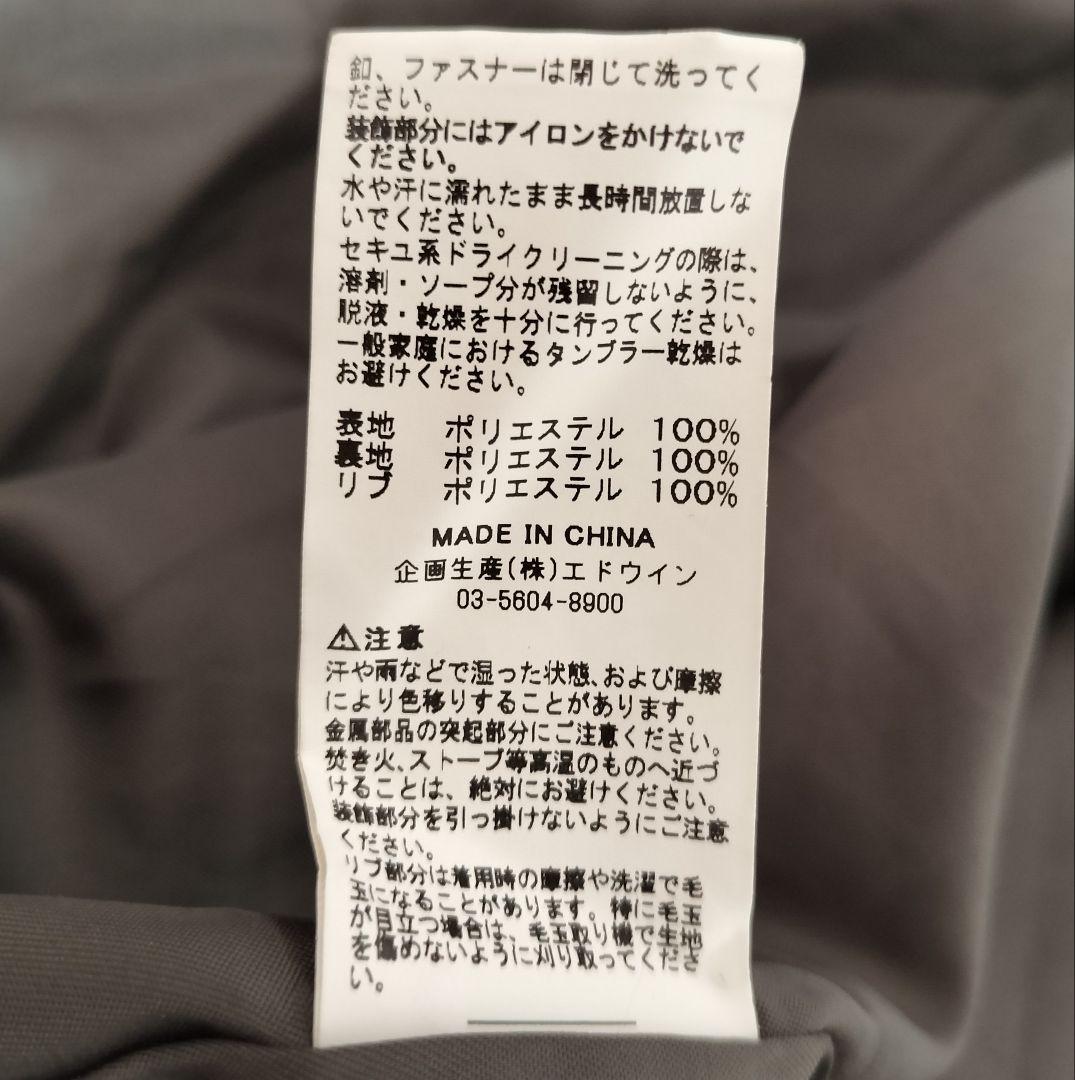 釦、ファスナーは閉じて洗ってく
ださい。
装飾部分にはアイロンをかけないで
ください。
水や汗に濡れたまま長時間放置しな
いでください。
セキユ系ドライクリーニングの際は、
溶剤・ソープ分が残留しないように、
脱液・乾燥を十分に行ってください。
一般家庭におけるタンブラー乾燥は
お避けください。
表地 ポリエステル 100%
裏地 ポリエステル 100%
リブ ポリエステル 100%
MADE IN CHINA
企画生産(株)エドウイン
03-5604-8900
⚠注意
汗や雨などで湿った状態、および摩擦
により色移りすることがあります。
金属部品の突起部分にご注意ください。
焚き火、ストーブ等高温のものへ近づ
けることは、絶対にお避けください。
装飾部分を引っ掛けないようにご注意
ください。
リブ部分は着用時の摩擦や洗濯で毛
玉になることがあります。特に毛玉
が目立つ場合は、毛玉取り機で生地
を傷めないように刈り取ってくださ
い。